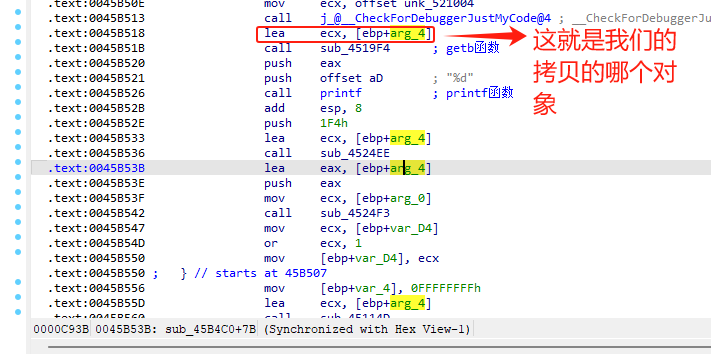 .text:0045B50E mov ecx, offset unk_521004
.text:0045B513 call j_@__CheckForDebuggerJustMyCode@4 ; __CheckForDebuggerJustMyCode
.text:0045B518 lea ecx, [ebp+arg_4]
.text:0045B51B call sub_4519F4 ; getb函数
.text:0045B520 push eax
.text:0045B521 push offset aD ; "%d"
.text:0045B526 call printf ; printf函数
.text:0045B52B add esp, 8
.text:0045B52E push 1F4h
.text:0045B533 lea ecx, [ebp+arg_4]
.text:0045B536 call sub_4524EE
.text:0045B53B lea eax, [ebp+arg_4]
.text:0045B53E push eax
.text:0045B53F mov ecx, [ebp+arg_0]
.text:0045B542 call sub_4524F3
.text:0045B547 mov ecx, [ebp+var_D4]
.text:0045B54D or ecx, 1
.text:0045B550 mov [ebp+var_D4], ecx
.text:0045B550 ; } // starts at 45B507
.text:0045B556 mov [ebp+var_4], 0FFFFFFFFh
.text:0045B55D lea ecx, [ebp+arg_4]
.text:0045B560 call sub_45114D
0000C93B 0045B53B: sub_45B4C0+7B (Synchronized with Hex View-1)
这就是我们的
拷贝的哪个对
象